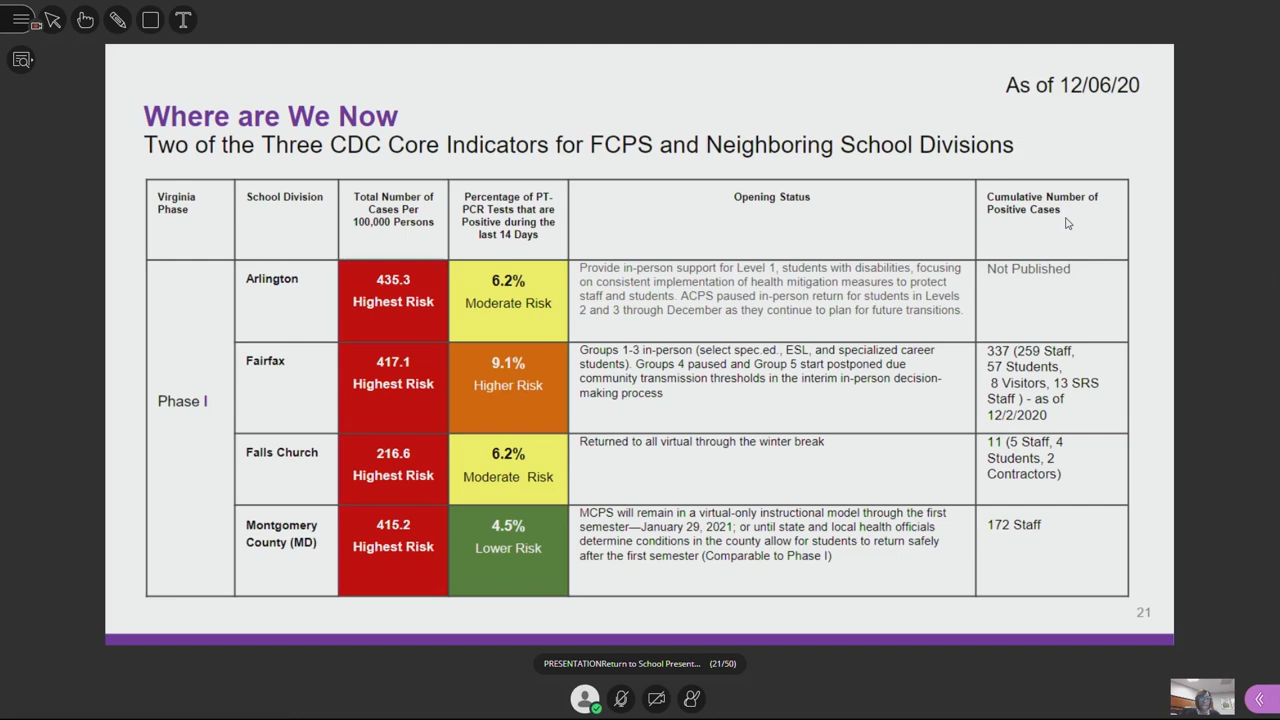 As of 12/06/20
Where are We Now
Two of the Three CDC Core Indicators for FCPS and Neighboring School Divisions
Virginia
Phase
School Division
Total Number of
Cases Per
100,000 Persons
Percentage of PT-
PCR Tests that are
Positive during the
last 14 Days
Opening Status
Cumulative Number of
Positive Cases
Phase I
Arlington
435.3
Highest Risk
6.2%
Moderate Risk
Provide in-person support for Level 1, students with disabilities, focusing
on consistent implementation of health mitigation measures to protect
staff and students. ACPS paused in-person return for students in Levels
2 and 3 through December as they continue to plan for future transitions.
Not Published
Fairfax
417.1
Highest Risk
9.1%
Higher Risk
Groups 1-3 in-person (select spec.ed., ESL, and specialized career
students). Groups 4 paused and Group 5 start postponed due
community transmission thresholds in the interim in-person decision-
making process
337 (259 Staff,
57 Students,
8 Visitors, 13 SRS
Staff ) - as of
12/2/2020
Falls Church
216.6
Highest Risk
6.2%
Moderate Risk
Returned to all virtual through the winter break
11 (5 Staff, 4
Students, 2
Contractors)
Montgomery
County (MD)
415.2
Highest Risk
4.5%
Lower Risk
MCPS will remain in a virtual-only instructional model through the first
semester—January 29, 2021; or until state and local health officials
determine conditions in the county allow for students to return safely
after the first semester (Comparable to Phase I)
172 Staff
21
PRESENTATIONReturn to School Present... (21/50)